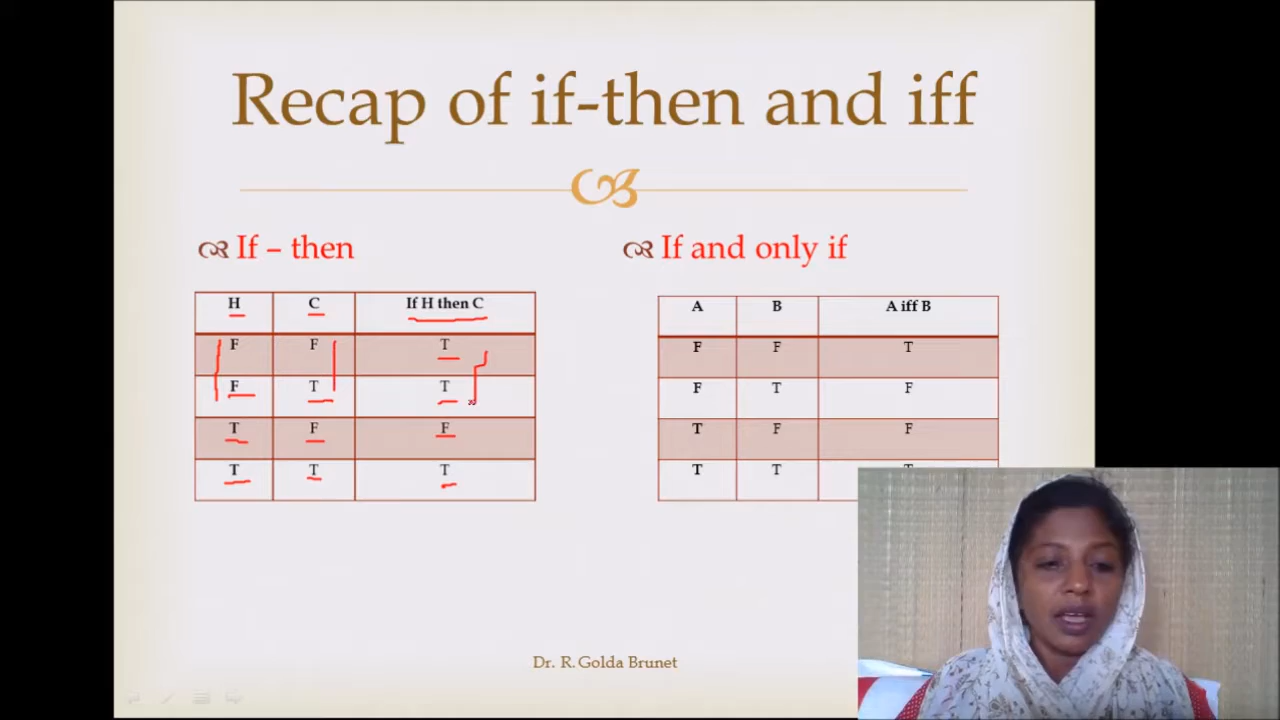 Recap of if-then and iff
If – then
H C If H then C
F F T
F T T
T F F
T T T
If and only if
A B A iff B
F F T
F T F
T F F
T T
Dr. R. Golda Brunet